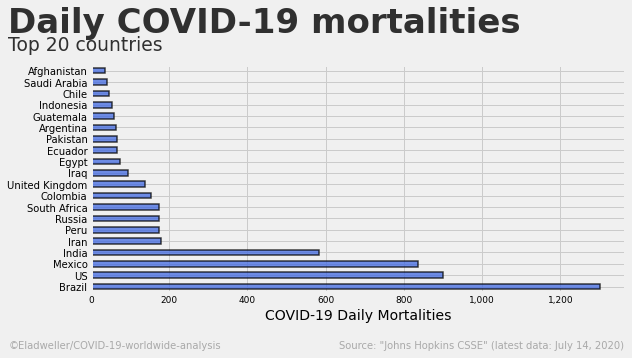 Daily COVID-19 mortalities
Top 20 countries
Afghanistan
Saudi Arabia
Chile
Indonesia
Guatemala
Argentina
Pakistan
Ecuador
Egypt
Iraq
United Kingdom
Colombia
South Africa
Russia
Peru
Iran
India
Mexico
US
Brazil
0 200 400 600 800 1,000 1,200
COVID-19 Daily Mortalities
©Eladweller/COVID-19-worldwide-analysis Source: "Johns Hopkins CSSE" (latest data: July 14, 2020)